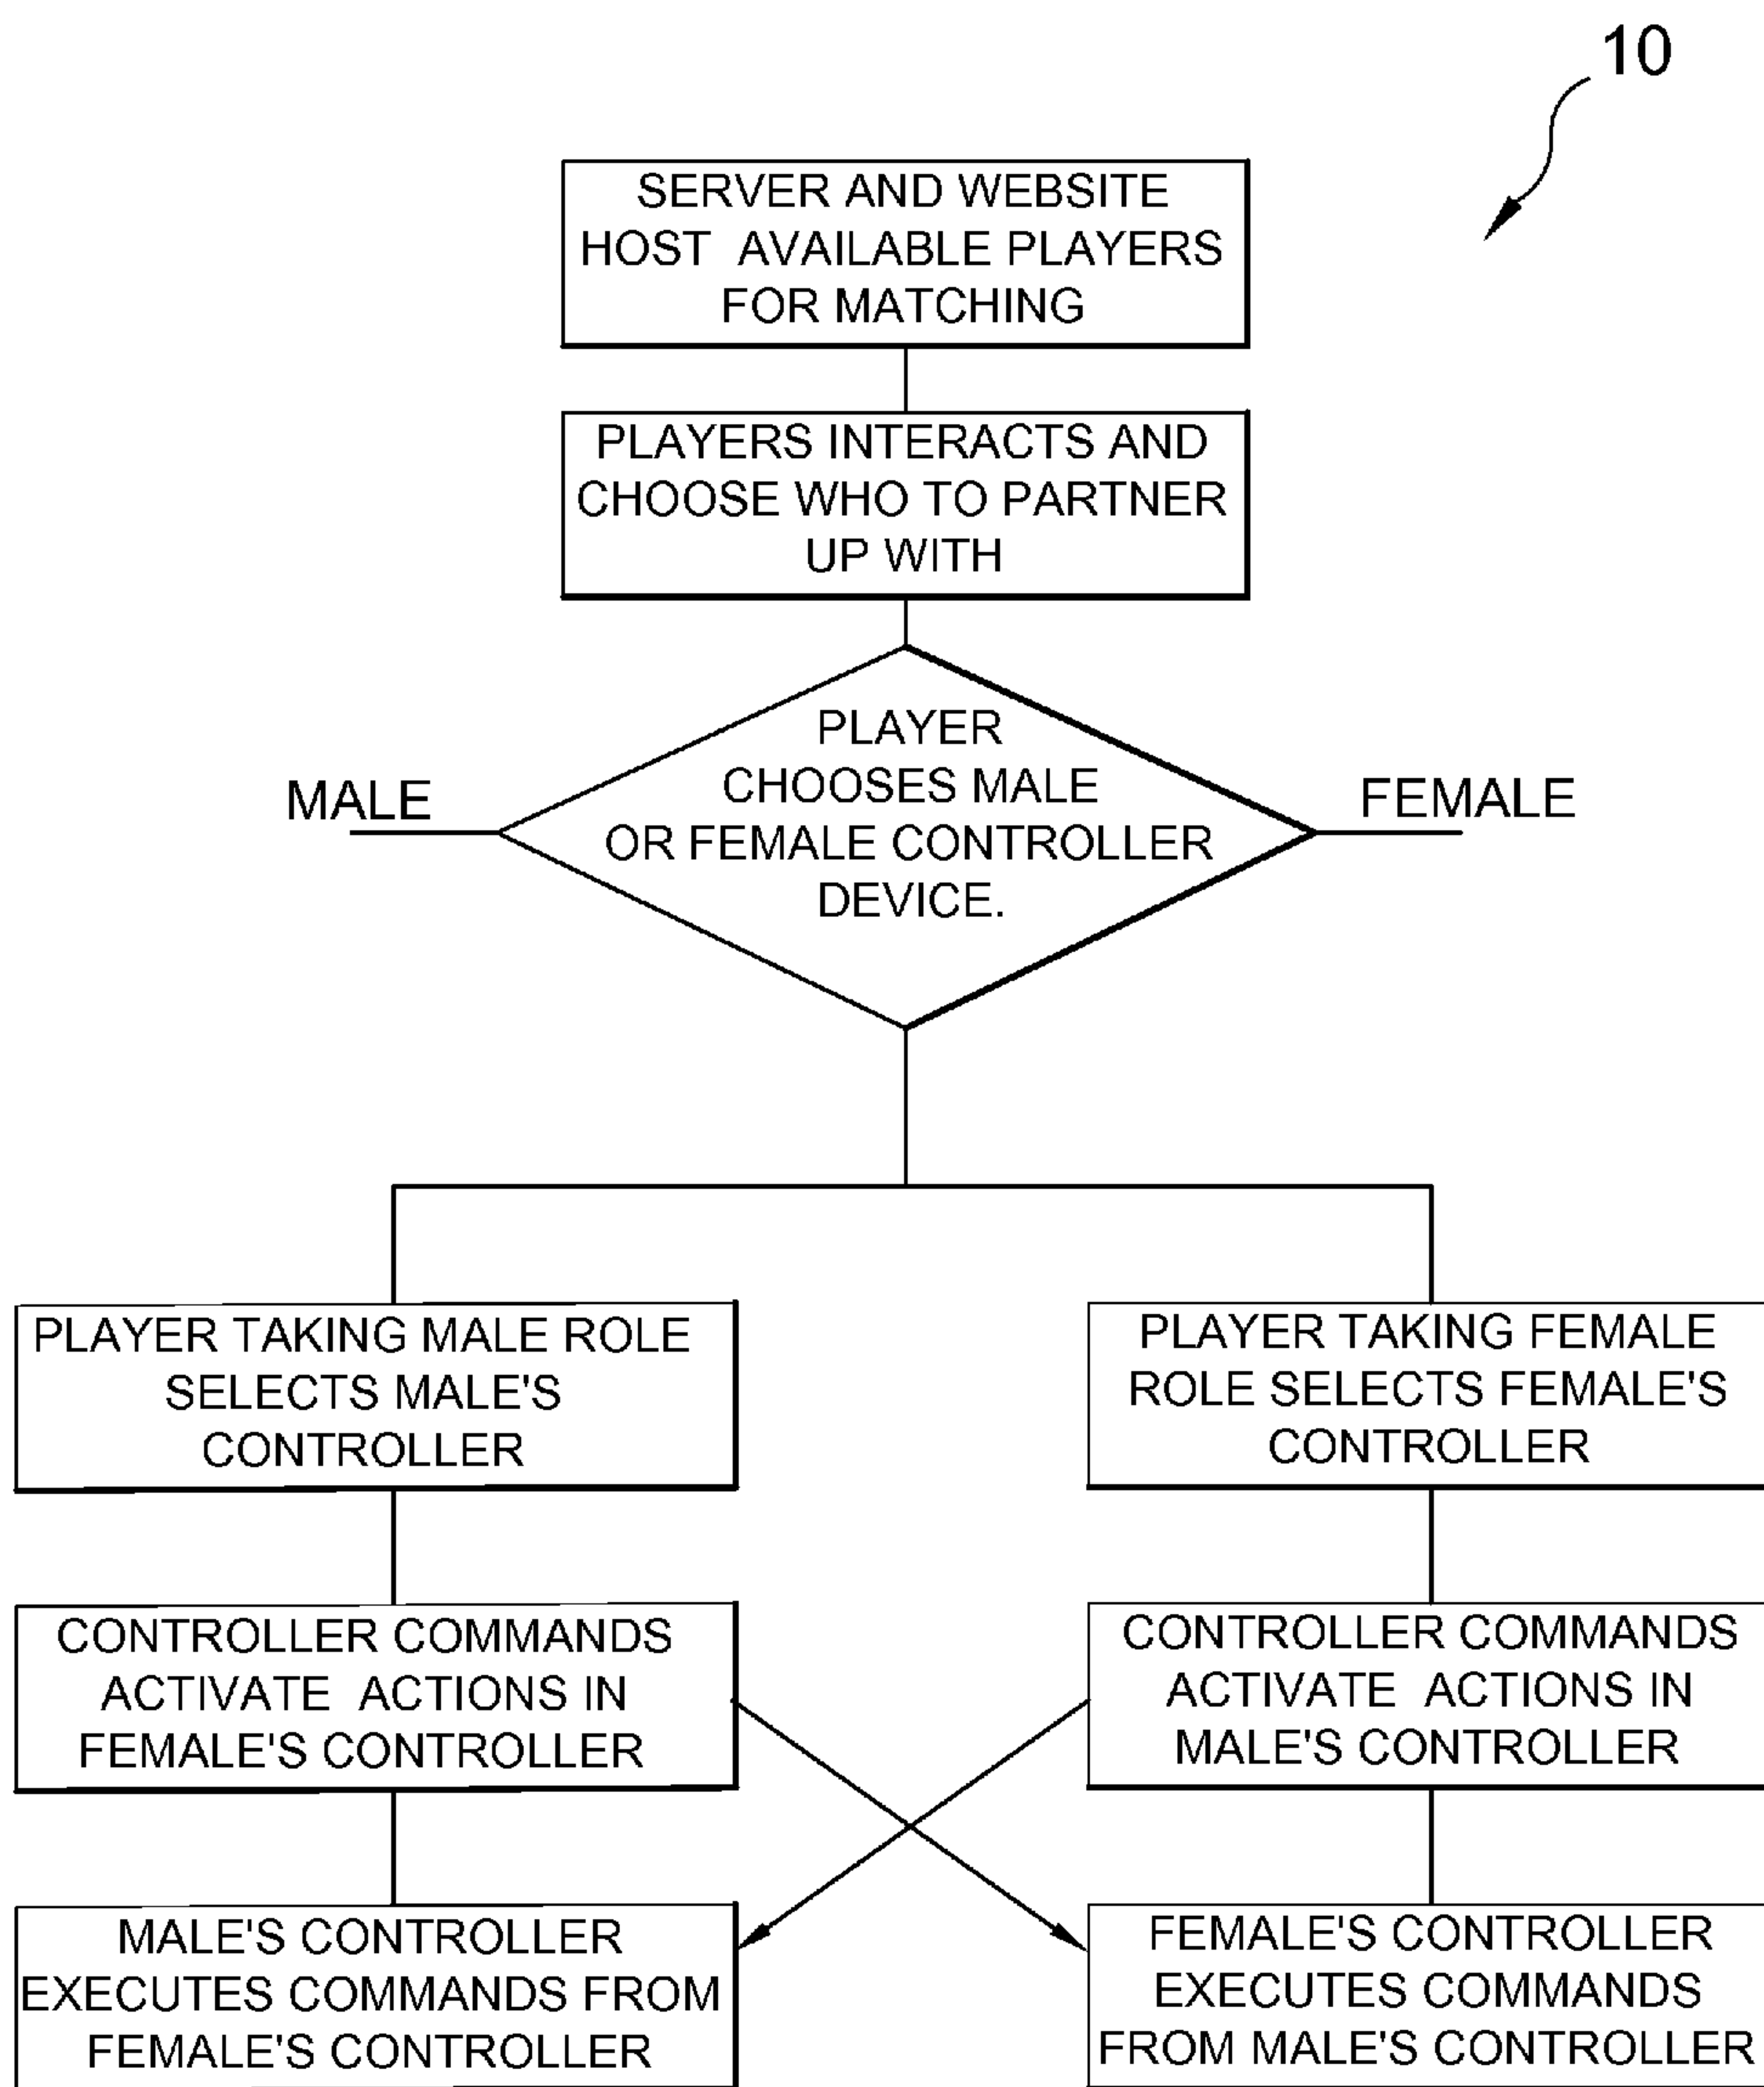 10
SERVER AND WEBSITE
HOST AVAILABLE PLAYERS
FOR MATCHING
PLAYERS INTERACTS AND
CHOOSE WHO TO PARTNER
UP WITH
PLAYER
CHOOSES MALE
OR FEMALE CONTROLLER
DEVICE.
MALE
FEMALE
PLAYER TAKING MALE ROLE
SELECTS MALE'S
CONTROLLER
PLAYER TAKING FEMALE
ROLE SELECTS FEMALE'S
CONTROLLER
CONTROLLER COMMANDS
ACTIVATE ACTIONS IN
FEMALE'S CONTROLLER
CONTROLLER COMMANDS
ACTIVATE ACTIONS IN
MALE'S CONTROLLER
MALE'S CONTROLLER
EXECUTES COMMANDS FROM
FEMALE'S CONTROLLER
FEMALE'S CONTROLLER
EXECUTES COMMANDS
FROM MALE'S CONTROLLER